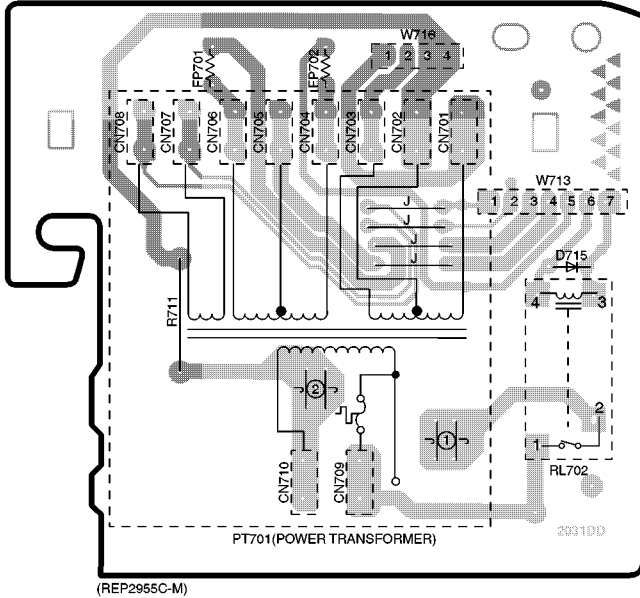 W716
1 2 3 4
FP701
FP702
CN708
CN707
CN706
CN705
CN704
CN703
CN702
CN701
W713
1 2 3 4 5 6 7
J
J
J
J
D715
4 3
R711
J 2 J
J 1 J
2
1
RL702
CN710
CN709
2031DD
PT701(POWER TRANSFORMER)
(REP2955C-M)